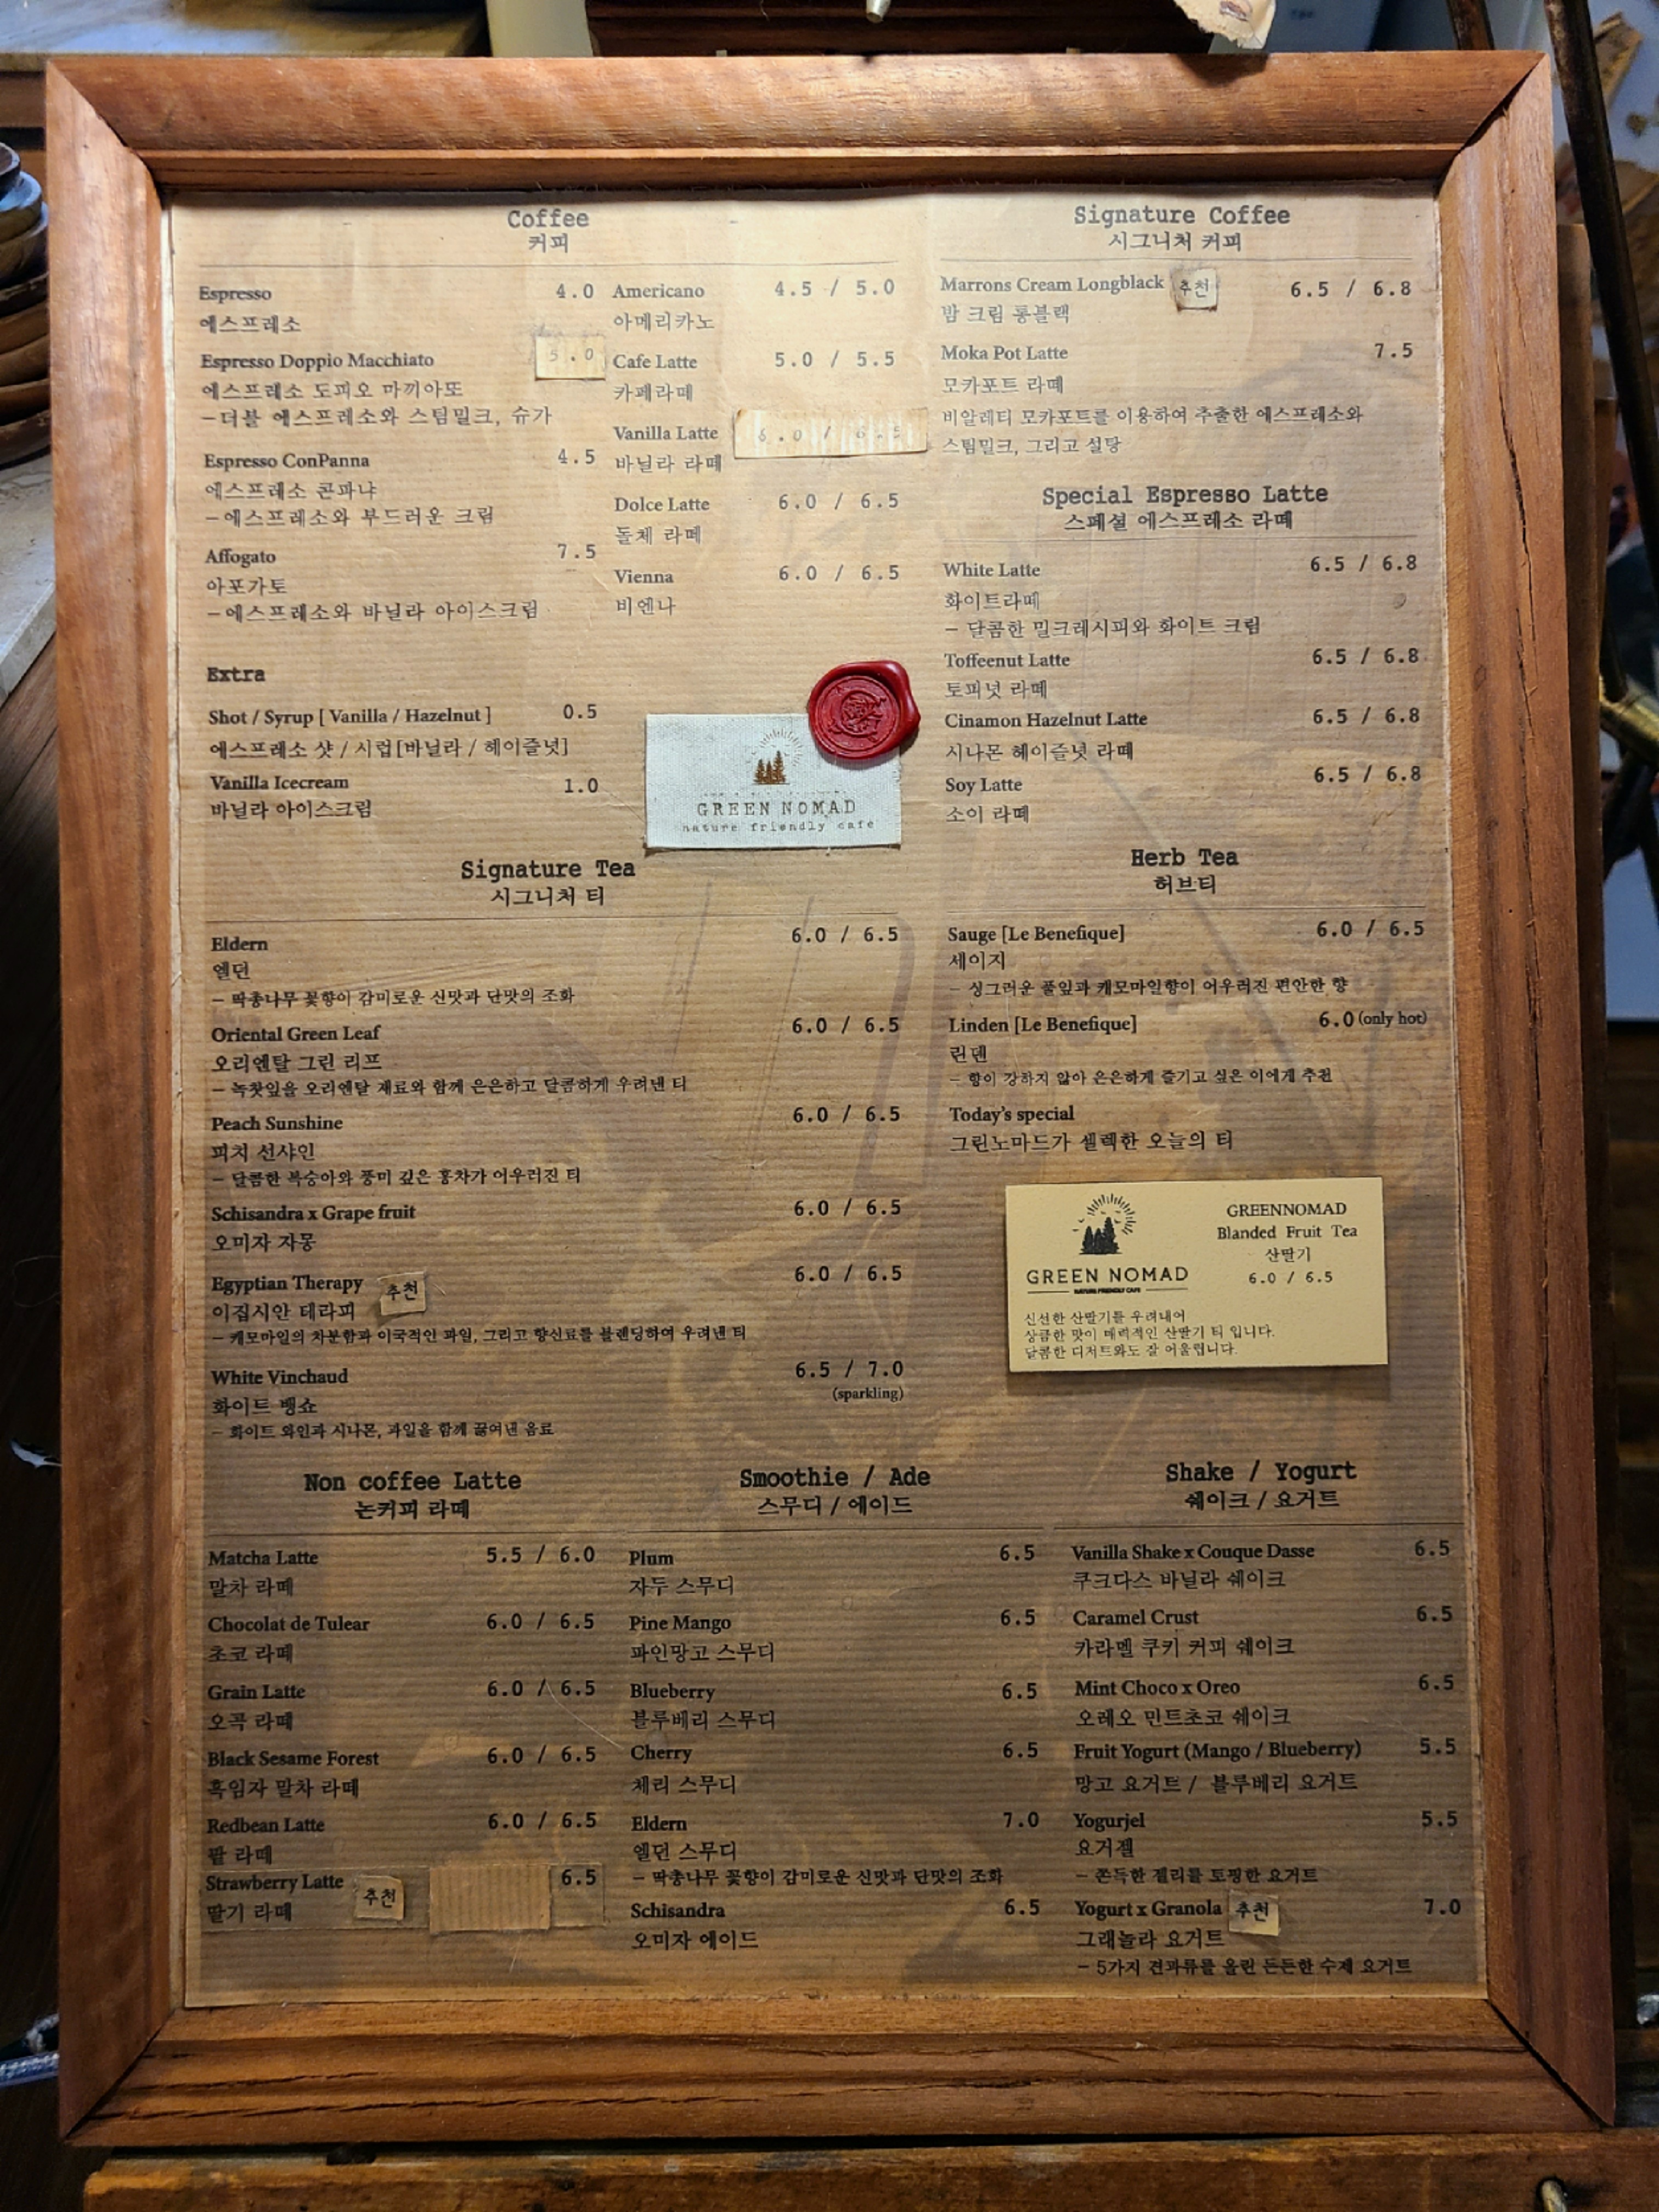 Coffee
커피
Espresso 4.0
에스프레소
Espresso Doppio Macchiato 5.0
에스프레소 도피오 마끼아또
-더블 에스프레소와 스팀밀크, 슈가
Espresso ConPanna 4.5
에스프레소 콘파냐
-에스프레소와 부드러운 크림
Affogato 7.5
아포가토
-에스프레소와 바닐라 아이스크림
Americano 4.5 / 5.0
아메리카노
Cafe Latte 5.0 / 5.5
카페라떼
Vanilla Latte 6.0 / 6.5
바닐라 라떼
Dolce Latte 6.0 / 6.5
돌체 라떼
Vienna 6.0 / 6.5
비엔나
Extra
Shot / Syrup [ Vanilla / Hazelnut ] 0.5
에스프레소 샷 / 시럽[바닐라 / 헤이즐넛]
Vanilla Icecream 1.0
바닐라 아이스크림
GREEN NOMAD
nature friendly cafe
Signature Coffee
시그니처 커피
Marrons Cream Longblack 추천 6.5 / 6.8
밤 크림 롱블랙
Moka Pot Latte 7.5
모카포트 라떼
비알레티 모카포트를 이용하여 추출한 에스프레소와
스팀밀크, 그리고 설탕
Special Espresso Latte
스페셜 에스프레소 라떼
White Latte 6.5 / 6.8
화이트라떼
- 달콤한 밀크레시피와 화이트 크림
Toffeenut Latte 6.5 / 6.8
토피넛 라떼
Cinamon Hazelnut Latte 6.5 / 6.8
시나몬 헤이즐넛 라떼
Soy Latte 6.5 / 6.8
소이 라떼
Signature Tea
시그니처 티
Eldern 6.0 / 6.5
엘던
- 딱총나무 꽃향이 감미로운 신맛과 단맛의 조화
Oriental Green Leaf 6.0 / 6.5
오리엔탈 그린 리프
- 녹찻잎을 오리엔탈 재료와 함께 은은하고 달콤하게 우려낸 티
Peach Sunshine 6.0 / 6.5
피치 선샤인
- 달콤한 복숭아와 풍미 깊은 홍차가 어우러진 티
Schisandra x Grape fruit 6.0 / 6.5
오미자 자몽
Egyptian Therapy 추천 6.0 / 6.5
이집시안 테라피
- 캐모마일의 차분함과 이국적인 과일, 그리고 향신료를 블렌딩하여 우려낸 티
White Vinchaud 6.5 / 7.0
(sparkling)
화이트 뱅쇼
- 화이트 와인과 시나몬, 과일을 함께 끓여낸 음료
Herb Tea
허브티
Sauge [Le Benefique] 6.0 / 6.5
세이지
- 싱그러운 풀잎과 캐모마일향이 어우러진 편안한 향
Linden [Le Benefique] 6.0 (only hot)
린덴
- 향이 강하지 않아 은은하게 즐기고 싶은 이에게 추천
Today's special
그린노마드가 셀렉한 오늘의 티
GREEN NOMAD
NATURE FRIENDLY CAFE
GREENNOMAD
Blanded Fruit Tea
산딸기
6.0 / 6.5
신선한 산딸기를 우려내어
상큼한 맛이 매력적인 산딸기 티 입니다.
달콤한 디저트와도 잘 어울립니다.
Non coffee Latte
논커피 라떼
Matcha Latte 5.5 / 6.0
말차 라떼
Chocolat de Tulear 6.0 / 6.5
초코 라떼
Grain Latte 6.0 / 6.5
오곡 라떼
Black Sesame Forest 6.0 / 6.5
흑임자 말차 라떼
Redbean Latte 6.0 / 6.5
팥 라떼
Strawberry Latte 추천 6.5
딸기 라떼
Smoothie / Ade
스무디 / 에이드
Plum 6.5
자두 스무디
Pine Mango 6.5
파인망고 스무디
Blueberry 6.5
블루베리 스무디
Cherry 6.5
체리 스무디
Eldern 7.0
엘던 스무디
- 딱총나무 꽃향이 감미로운 신맛과 단맛의 조화
Schisandra 6.5
오미자 에이드
Shake / Yogurt
쉐이크 / 요거트
Vanilla Shake x Couque Dasse 6.5
쿠크다스 바닐라 쉐이크
Caramel Crust 6.5
카라멜 쿠키 커피 쉐이크
Mint Choco x Oreo 6.5
오레오 민트초코 쉐이크
Fruit Yogurt (Mango / Blueberry) 5.5
망고 요거트 / 블루베리 요거트
Yogurjel 5.5
요거젤
- 쫀득한 젤리를 토핑한 요거트
Yogurt x Granola 추천 7.0
그래놀라 요거트
- 5가지 견과류를 올린 든든한 수제 요거트